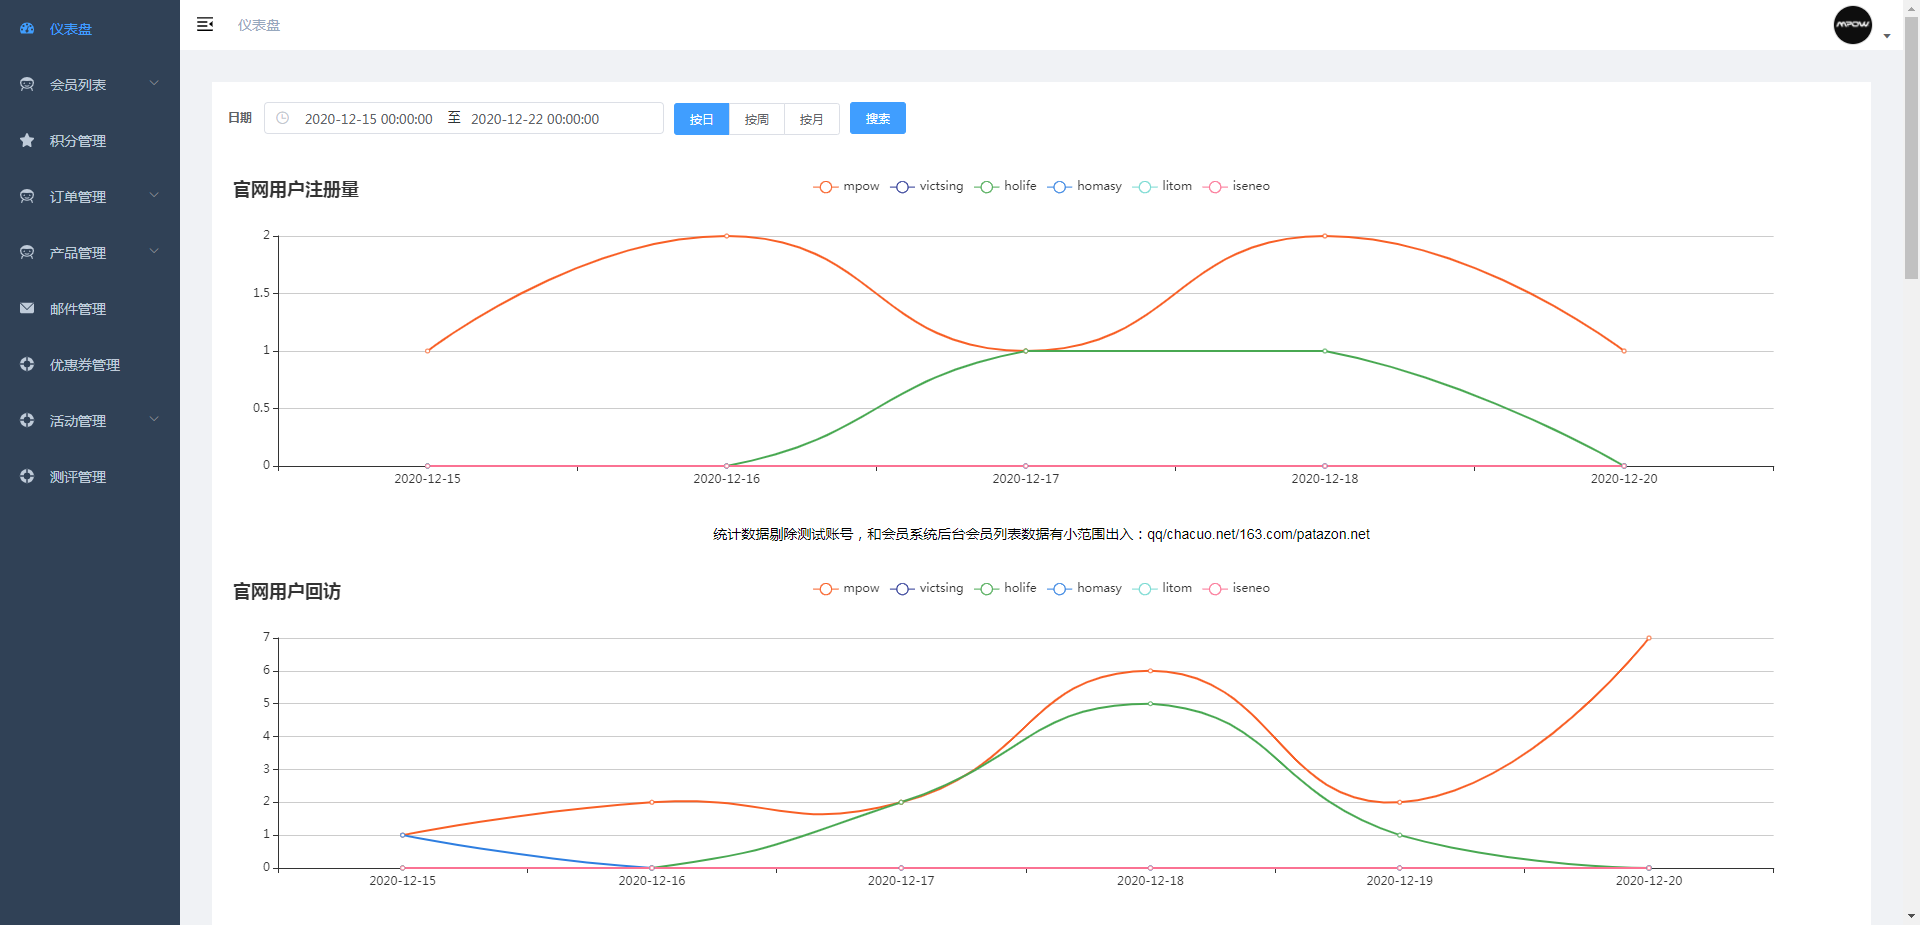 仪表盘
会员列表
积分管理
订单管理
产品管理
邮件管理
优惠券管理
活动管理
测评管理
仪表盘
MPOW
日期 2020-12-15 00:00:00 至 2020-12-22 00:00:00 按日 按周 按月 搜索
官网用户注册量
mpow victsing holife homasy litom iseneo
2
1.5
1
0.5
0
2020-12-15 2020-12-16 2020-12-17 2020-12-18 2020-12-20
统计数据剔除测试账号，和会员系统后台会员列表数据有小范围出入：qq/chacuo.net/163.com/patazon.net
官网用户回访
mpow victsing holife homasy litom iseneo
7
6
5
4
3
2
1
0
2020-12-15 2020-12-16 2020-12-17 2020-12-18 2020-12-19 2020-12-20